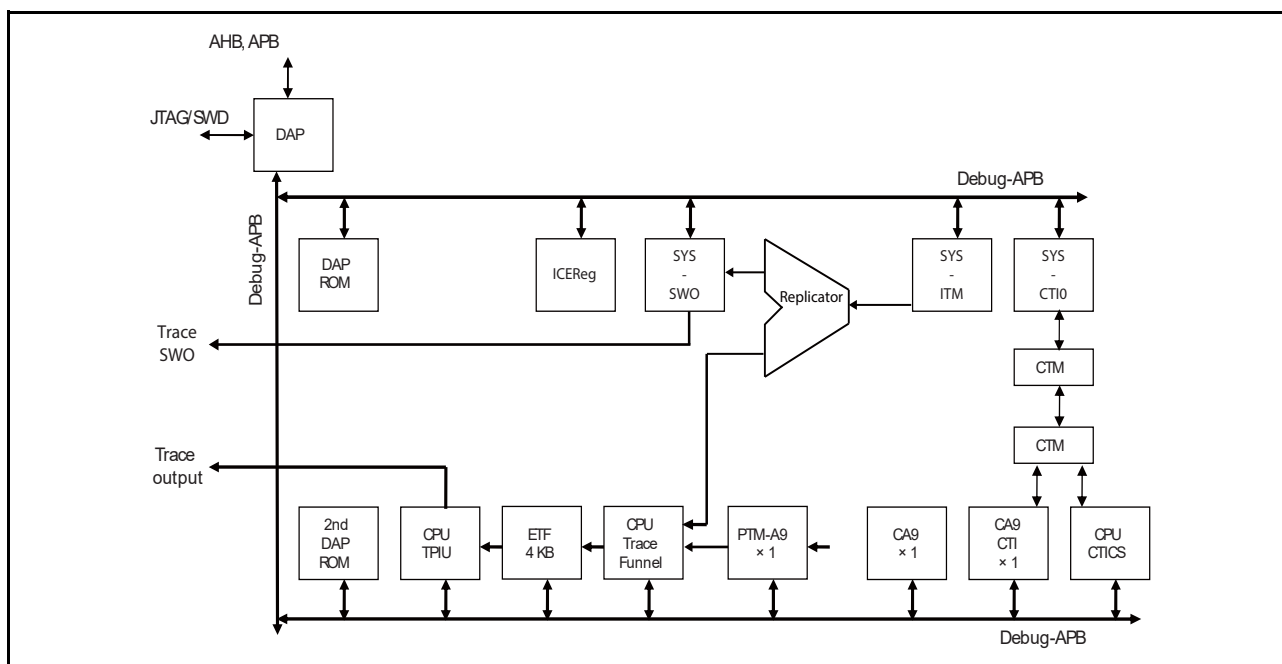 AHB, APB
JTAG/SWD
DAP
Debug-APB
Debug-APB
DAP
ROM
ICEReg
SYS
-
SWO
Replicator
SYS
-
ITM
SYS
-
CTI0
Trace
SWO
CTM
CTM
Trace
output
2nd
DAP
ROM
CPU
TPIU
ETF
4 KB
CPU
Trace
Funnel
PTM-A9
× 1
CA9
× 1
CA9
CTI
× 1
CPU
CTICS
Debug-APB